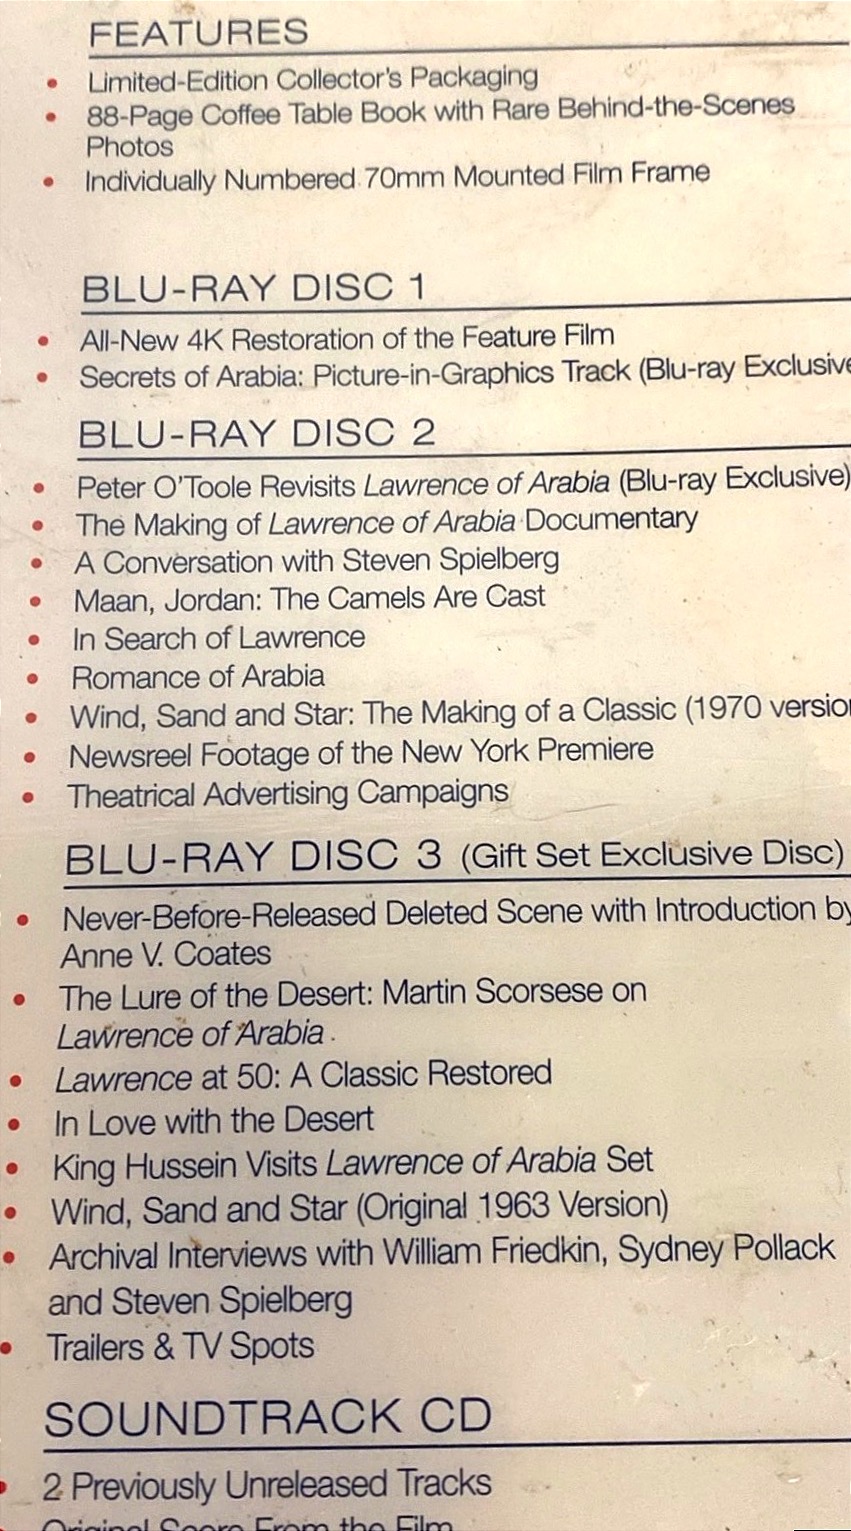 FEATURES
• Limited-Edition Collector's Packaging
• 88-Page Coffee Table Book with Rare Behind-the-Scenes
Photos
• Individually Numbered 70mm Mounted Film Frame
BLU-RAY DISC 1
• All-New 4K Restoration of the Feature Film
• Secrets of Arabia: Picture-in-Graphics Track (Blu-ray Exclusive
BLU-RAY DISC 2
• Peter O'Toole Revisits Lawrence of Arabia (Blu-ray Exclusive)
• The Making of Lawrence of Arabia Documentary
• A Conversation with Steven Spielberg
• Maan, Jordan: The Camels Are Cast
• In Search of Lawrence
• Romance of Arabia
• Wind, Sand and Star: The Making of a Classic (1970 version
• Newsreel Footage of the New York Premiere
• Theatrical Advertising Campaigns
BLU-RAY DISC 3 (Gift Set Exclusive Disc)
• Never-Before-Released Deleted Scene with Introduction by
Anne V. Coates
• The Lure of the Desert: Martin Scorsese on
Lawrence of Arabia
• Lawrence at 50: A Classic Restored
• In Love with the Desert
• King Hussein Visits Lawrence of Arabia Set
• Wind, Sand and Star (Original 1963 Version)
• Archival Interviews with William Friedkin, Sydney Pollack
and Steven Spielberg
• Trailers & TV Spots
SOUNDTRACK CD
• 2 Previously Unreleased Tracks
Original Score From the Film